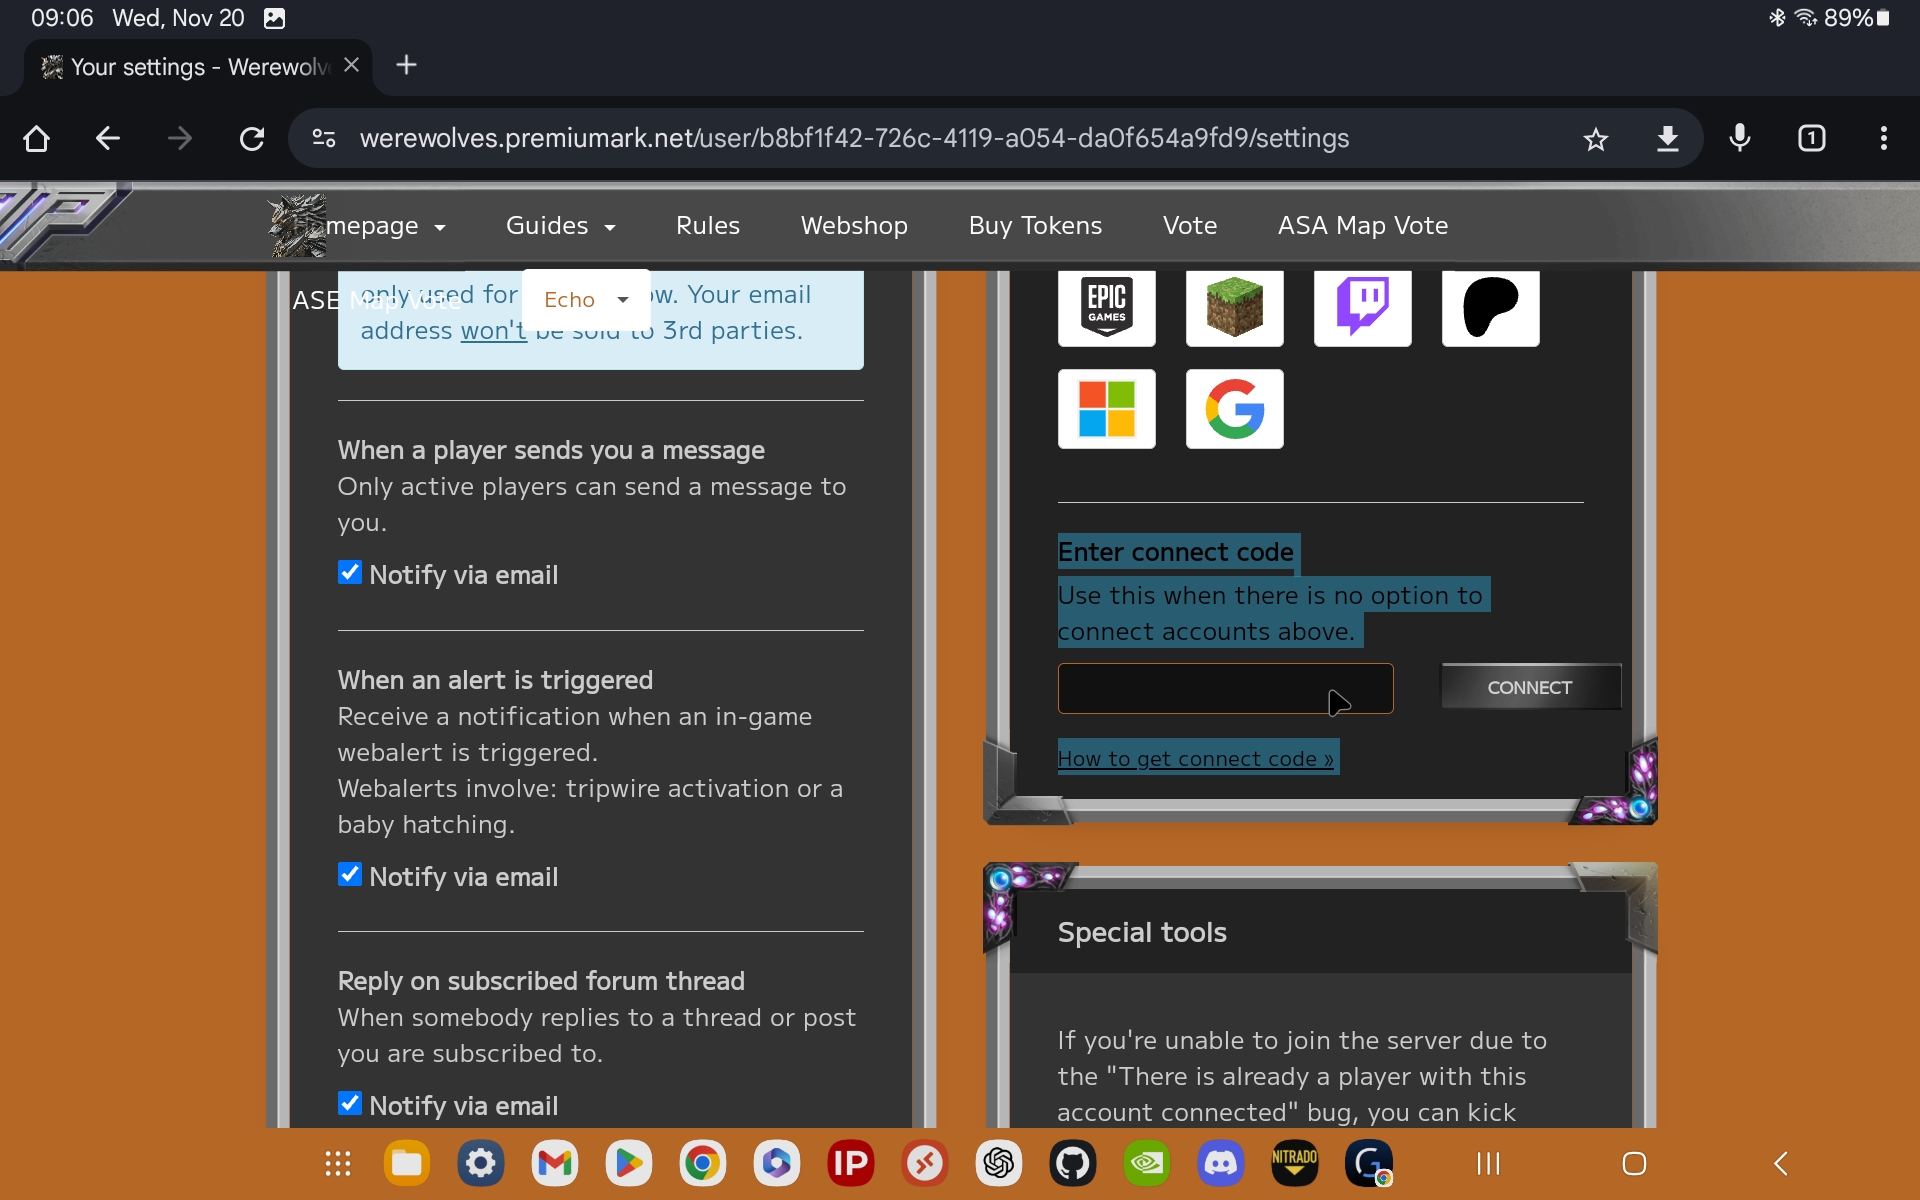 09:06 Wed, Nov 20
89%
Your settings - Werewolv
werewolves.premiumark.net/user/b8bf1f42-726c-4119-a054-da0f654a9fd9/settings
1
mepage
Guides
Rules
Webshop
Buy Tokens
Vote
ASA Map Vote
ASE Map Vote
Echo
only used for
ow. Your email
address won't be sold to 3rd parties.
When a player sends you a message
Only active players can send a message to
you.
Notify via email
When an alert is triggered
Receive a notification when an in-game
webalert is triggered.
Webalerts involve: tripwire activation or a
baby hatching.
Notify via email
Reply on subscribed forum thread
When somebody replies to a thread or post
you are subscribed to.
Notify via email
EPIC
GAMES
Enter connect code
Use this when there is no option to
connect accounts above.
CONNECT
How to get connect code »
Special tools
If you're unable to join the server due to
the "There is already a player with this
account connected" bug, you can kick
IP
NITRADO